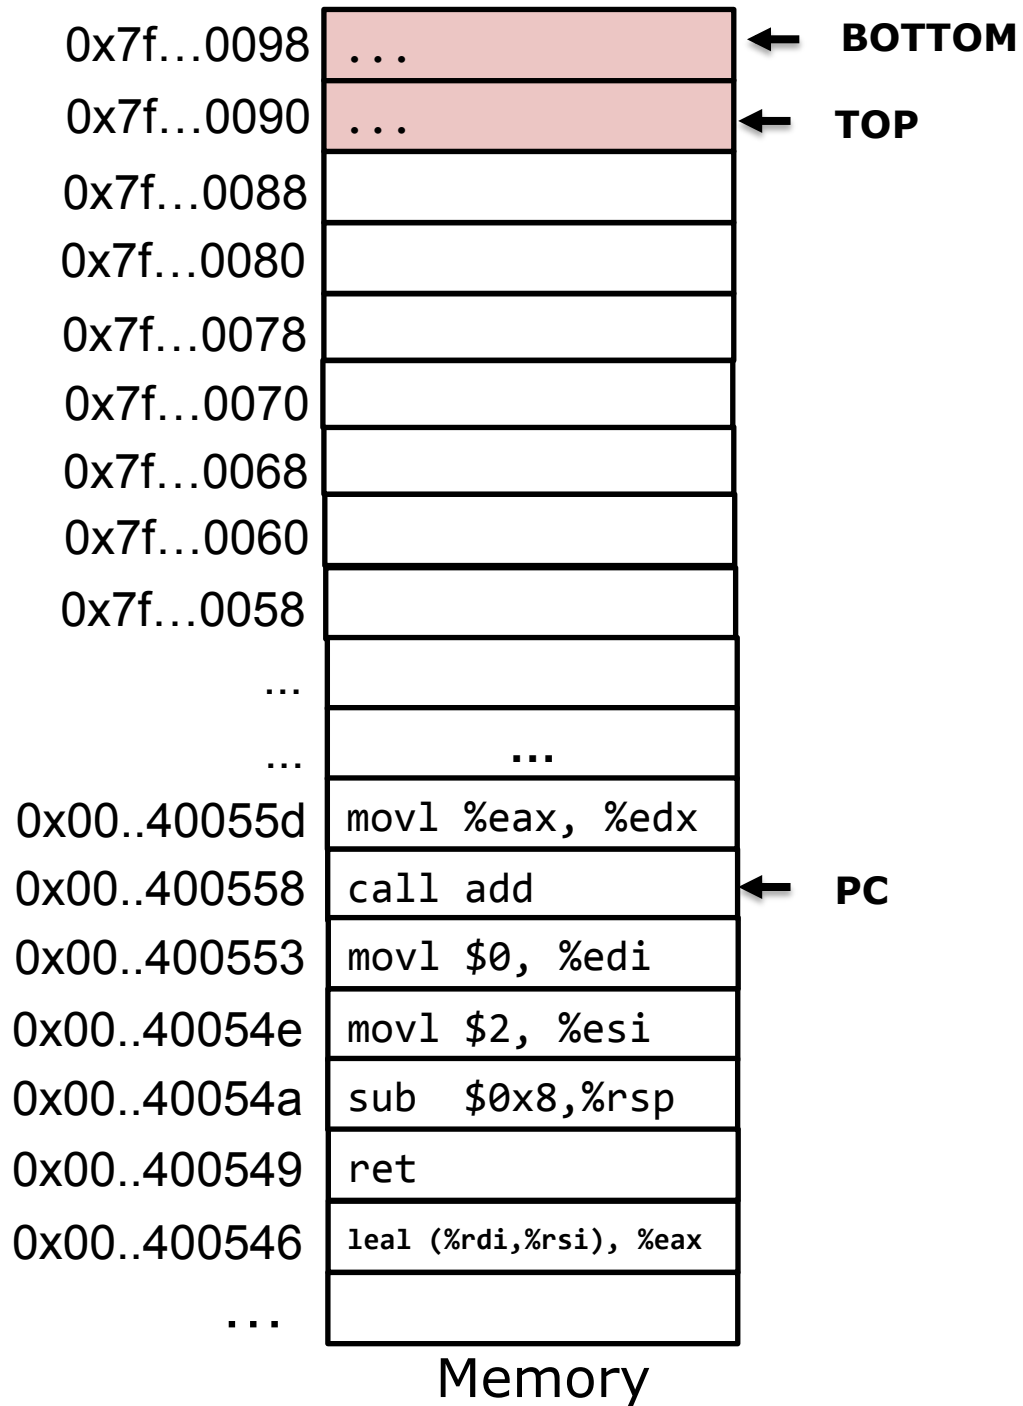 0x7f…0098 ... BOTTOM
0x7f…0090 ... TOP
0x7f…0088
0x7f…0080
0x7f…0078
0x7f…0070
0x7f…0068
0x7f…0060
0x7f…0058
...
... ...
0x00..40055d movl %eax, %edx
0x00..400558 call add PC
0x00..400553 movl $0, %edi
0x00..40054e movl $2, %esi
0x00..40054a sub $0x8,%rsp
0x00..400549 ret
0x00..400546 leal (%rdi,%rsi), %eax
...
Memory